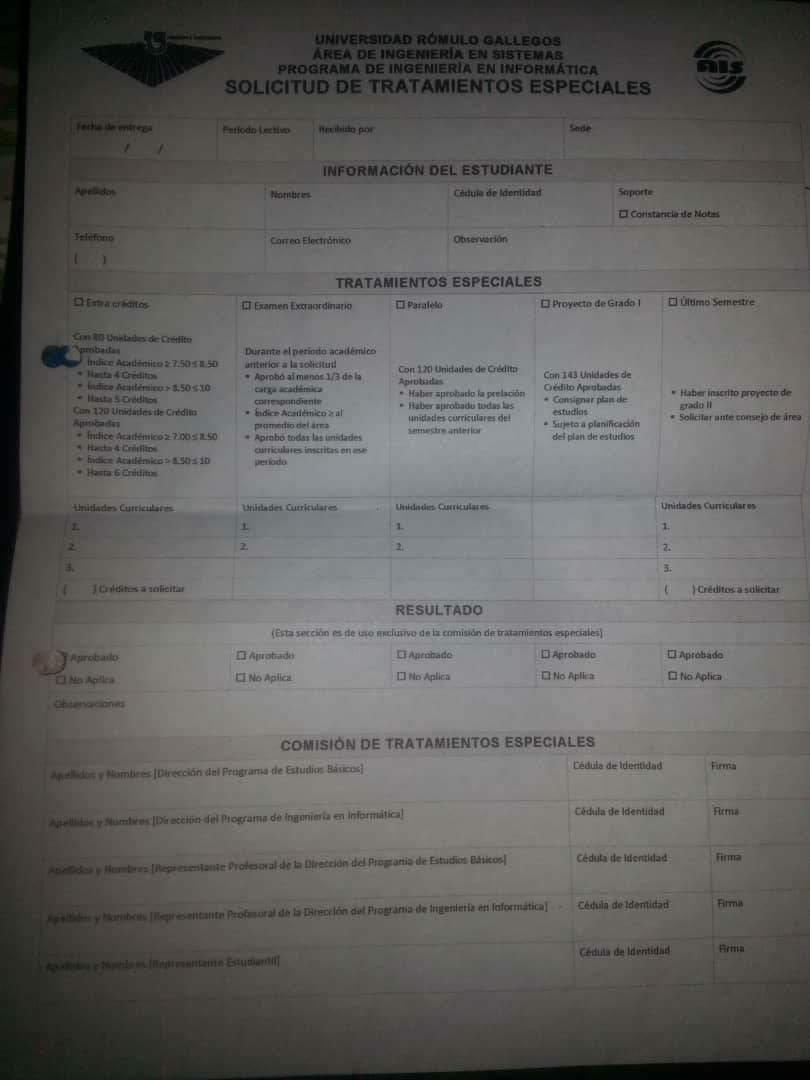 UNIVERSIDAD RÓMULO GALLEGOS
ÁREA DE INGENIERÍA EN SISTEMAS
PROGRAMA DE INGENIERÍA EN INFORMÁTICA
SOLICITUD DE TRATAMIENTOS ESPECIALES
AIS
Fecha de entrega Período Lectivo Recibido por Sede
/ /
INFORMACIÓN DEL ESTUDIANTE
Apellidos Nombres Cédula de Identidad Soporte
☐ Constancia de Notas
Teléfono Correo Electrónico Observación
( )
TRATAMIENTOS ESPECIALES
☐ Extra créditos ☐ Examen Extraordinario ☐ Paralelo ☐ Proyecto de Grado I ☐ Último Semestre
Con 80 Unidades de Crédito
Aprobadas
Índice Académico ≥ 7.50 ≤ 8.50
• Hasta 4 Créditos
• Índice Académico > 8.50 ≤ 10
• Hasta 5 Créditos
Con 120 Unidades de Crédito
Aprobadas
• Índice Académico ≥ 7.00 ≤ 8.50
• Hasta 4 Créditos
• Índice Académico > 8.50 ≤ 10
• Hasta 6 Créditos
Durante el período académico
anterior a la solicitud
• Aprobó al menos 1/3 de la
carga académica
correspondiente
• Índice Académico ≥ al
promedio del área
• Aprobó todas las unidades
curriculares inscritas en ese
período
Con 120 Unidades de Crédito
Aprobadas
• Haber aprobado la prelación
• Haber aprobado todas las
unidades curriculares del
semestre anterior
Con 143 Unidades de
Crédito Aprobadas
• Consignar plan de
estudios
• Sujeto a planificación
del plan de estudios
• Haber inscrito proyecto de
grado II
• Solicitar ante consejo de área
Unidades Curriculares Unidades Curriculares Unidades Curriculares Unidades Curriculares
1. 1. 1. 1.
2. 2. 2. 2.
3. 3.
( ) Créditos a solicitar ( ) Créditos a solicitar
RESULTADO
(Esta sección es de uso exclusivo de la comisión de tratamientos especiales)
Aprobado ☐ Aprobado ☐ Aprobado ☐ Aprobado ☐ Aprobado
☐ No Aplica ☐ No Aplica ☐ No Aplica ☐ No Aplica ☐ No Aplica
Observaciones
COMISIÓN DE TRATAMIENTOS ESPECIALES
Apellidos y Nombres [Dirección del Programa de Estudios Básicos] Cédula de Identidad Firma
Apellidos y Nombres [Dirección del Programa de Ingeniería en Informática] Cédula de Identidad Firma
Apellidos y Nombres [Representante Profesoral de la Dirección del Programa de Estudios Básicos] Cédula de Identidad Firma
Apellidos y Nombres [Representante Profesoral de la Dirección del Programa de Ingeniería en Informática] Cédula de Identidad Firma
Apellidos y Nombres [Representante Estudiantil] Cédula de Identidad Firma